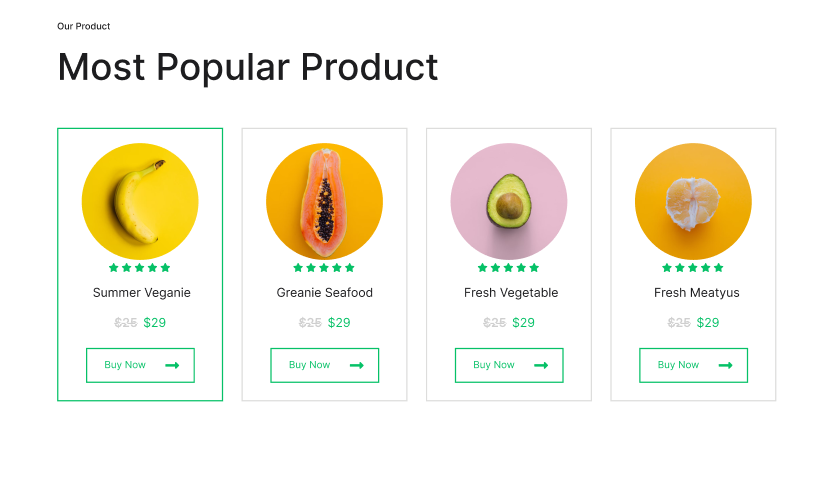 Our Product
Most Popular Product
Summer Veganie
$25 $29
Buy Now
Greanie Seafood
$25 $29
Buy Now
Fresh Vegetable
$25 $29
Buy Now
Fresh Meatyus
$25 $29
Buy Now